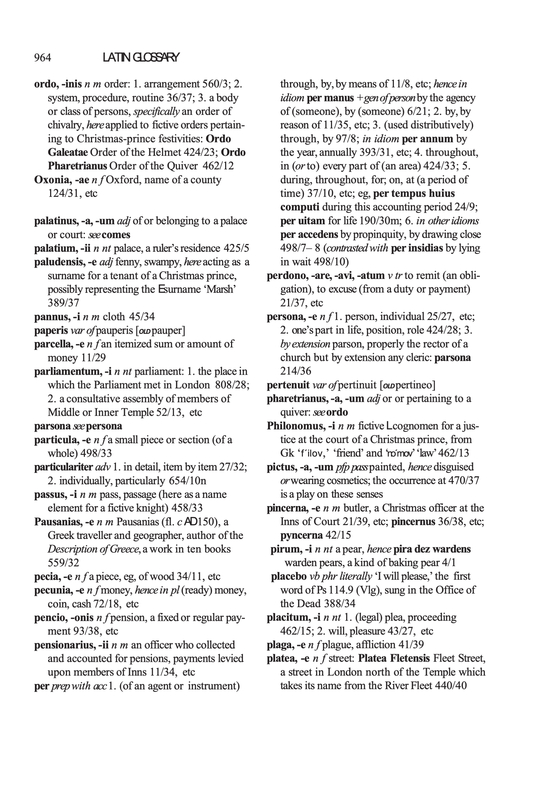 964 LATIN GLOSSARY
ordo, -inis n m order: 1. arrangement 560/3; 2.
system, procedure, routine 36/37; 3. a body
or class of persons, specifically an order of
chivalry, here applied to fictive orders pertain-
ing to Christmas-prince festivities: Ordo
Galeatae Order of the Helmet 424/23; Ordo
Pharetrianus Order of the Quiver 462/12
Oxonia, -ae n f Oxford, name of a county
124/31, etc
palatinus, -a, -um adj of or belonging to a palace
or court: see comes
palatium, -ii n nt palace, a ruler's residence 425/5
paludensis, -e adj fenny, swampy, here acting as a
surname for a tenant of a Christmas prince,
possibly representing the E surname 'Marsh'
389/37
pannus, -i n m cloth 45/34
paperis var of pauperis [OLD pauper]
parcella, -e n f an itemized sum or amount of
money 11/29
parliamentum, -i n nt parliament: 1. the place in
which the Parliament met in London 808/28;
2. a consultative assembly of members of
Middle or Inner Temple 52/13, etc
parsona see persona
particula, -e n f a small piece or section (of a
whole) 498/33
particulariter adv 1. in detail, item by item 27/32;
2. individually, particularly 654/10n
passus, -i n m pass, passage (here as a name
element for a fictive knight) 458/33
Pausanias, -e n m Pausanias (fl. c AD 150), a
Greek traveller and geographer, author of the
Description of Greece, a work in ten books
559/32
pecia, -e n f a piece, eg, of wood 34/11, etc
pecunia, -e n f money, hence in pl (ready) money,
coin, cash 72/18, etc
pencio, -onis n f pension, a fixed or regular pay-
ment 93/38, etc
pensionarius, -ii n m an officer who collected
and accounted for pensions, payments levied
upon members of Inns 11/34, etc
per prep with acc 1. (of an agent or instrument)
through, by, by means of 11/8, etc; hence in
idiom per manus + gen of person by the agency
of (someone), by (someone) 6/21; 2. by, by
reason of 11/35, etc; 3. (used distributively)
through, by 97/8; in idiom per annum by
the year, annually 393/31, etc; 4. throughout,
in (or to) every part of (an area) 424/33; 5.
during, throughout, for; on, at (a period of
time) 37/10, etc; eg, per tempus huius
computi during this accounting period 24/9;
per uitam for life 190/30m; 6. in other idioms
per accedens by propinquity, by drawing close
498/7– 8 (contrasted with per insidias by lying
in wait 498/10)
perdono, -are, -avi, -atum v tr to remit (an obli-
gation), to excuse (from a duty or payment)
21/37, etc
persona, -e n f 1. person, individual 25/27, etc;
2. one's part in life, position, role 424/28; 3.
by extension parson, properly the rector of a
church but by extension any cleric: parsona
214/36
pertenuit var of pertinuit [OLD pertineo]
pharetrianus, -a, -um adj or or pertaining to a
quiver: see ordo
Philonomus, -i n m fictive L cognomen for a jus-
tice at the court of a Christmas prince, from
Gk 'f´ilov,' 'friend' and 'no´mov' 'law' 462/13
pictus, -a, -um pfp pass painted, hence disguised
or wearing cosmetics; the occurrence at 470/37
is a play on these senses
pincerna, -e n m butler, a Christmas officer at the
Inns of Court 21/39, etc; pincernus 36/38, etc;
pyncerna 42/15
pirum, -i n nt a pear, hence pira dez wardens
warden pears, a kind of baking pear 4/1
placebo vb phr literally 'I will please,' the first
word of Ps 114.9 (Vlg), sung in the Office of
the Dead 388/34
placitum, -i n nt 1. (legal) plea, proceeding
462/15; 2. will, pleasure 43/27, etc
plaga, -e n f plague, affliction 41/39
platea, -e n f street: Platea Fletensis Fleet Street,
a street in London north of the Temple which
takes its name from the River Fleet 440/40